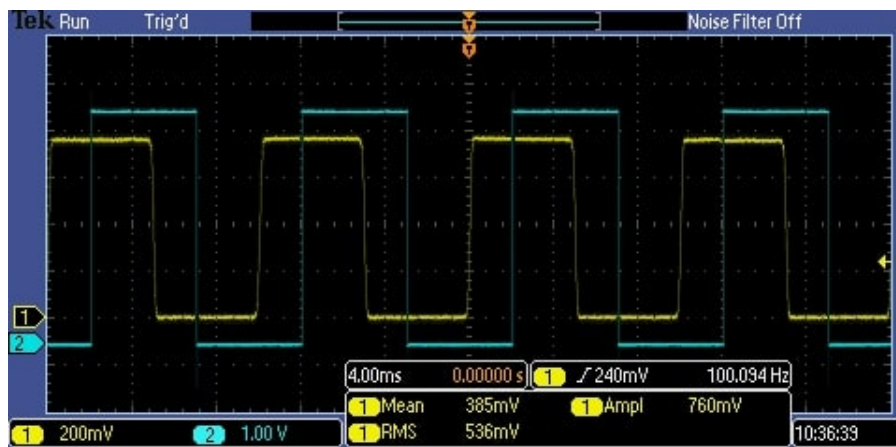 Tek Run Trig'd Noise Filter Off
T
T
1
2
4.00ms 0.00000 s 1 240mV 100.094 Hz
1 Mean 385mV 1 Ampl 760mV
1 RMS 536mV
1 200mV 2 1.00 V 10:36:39